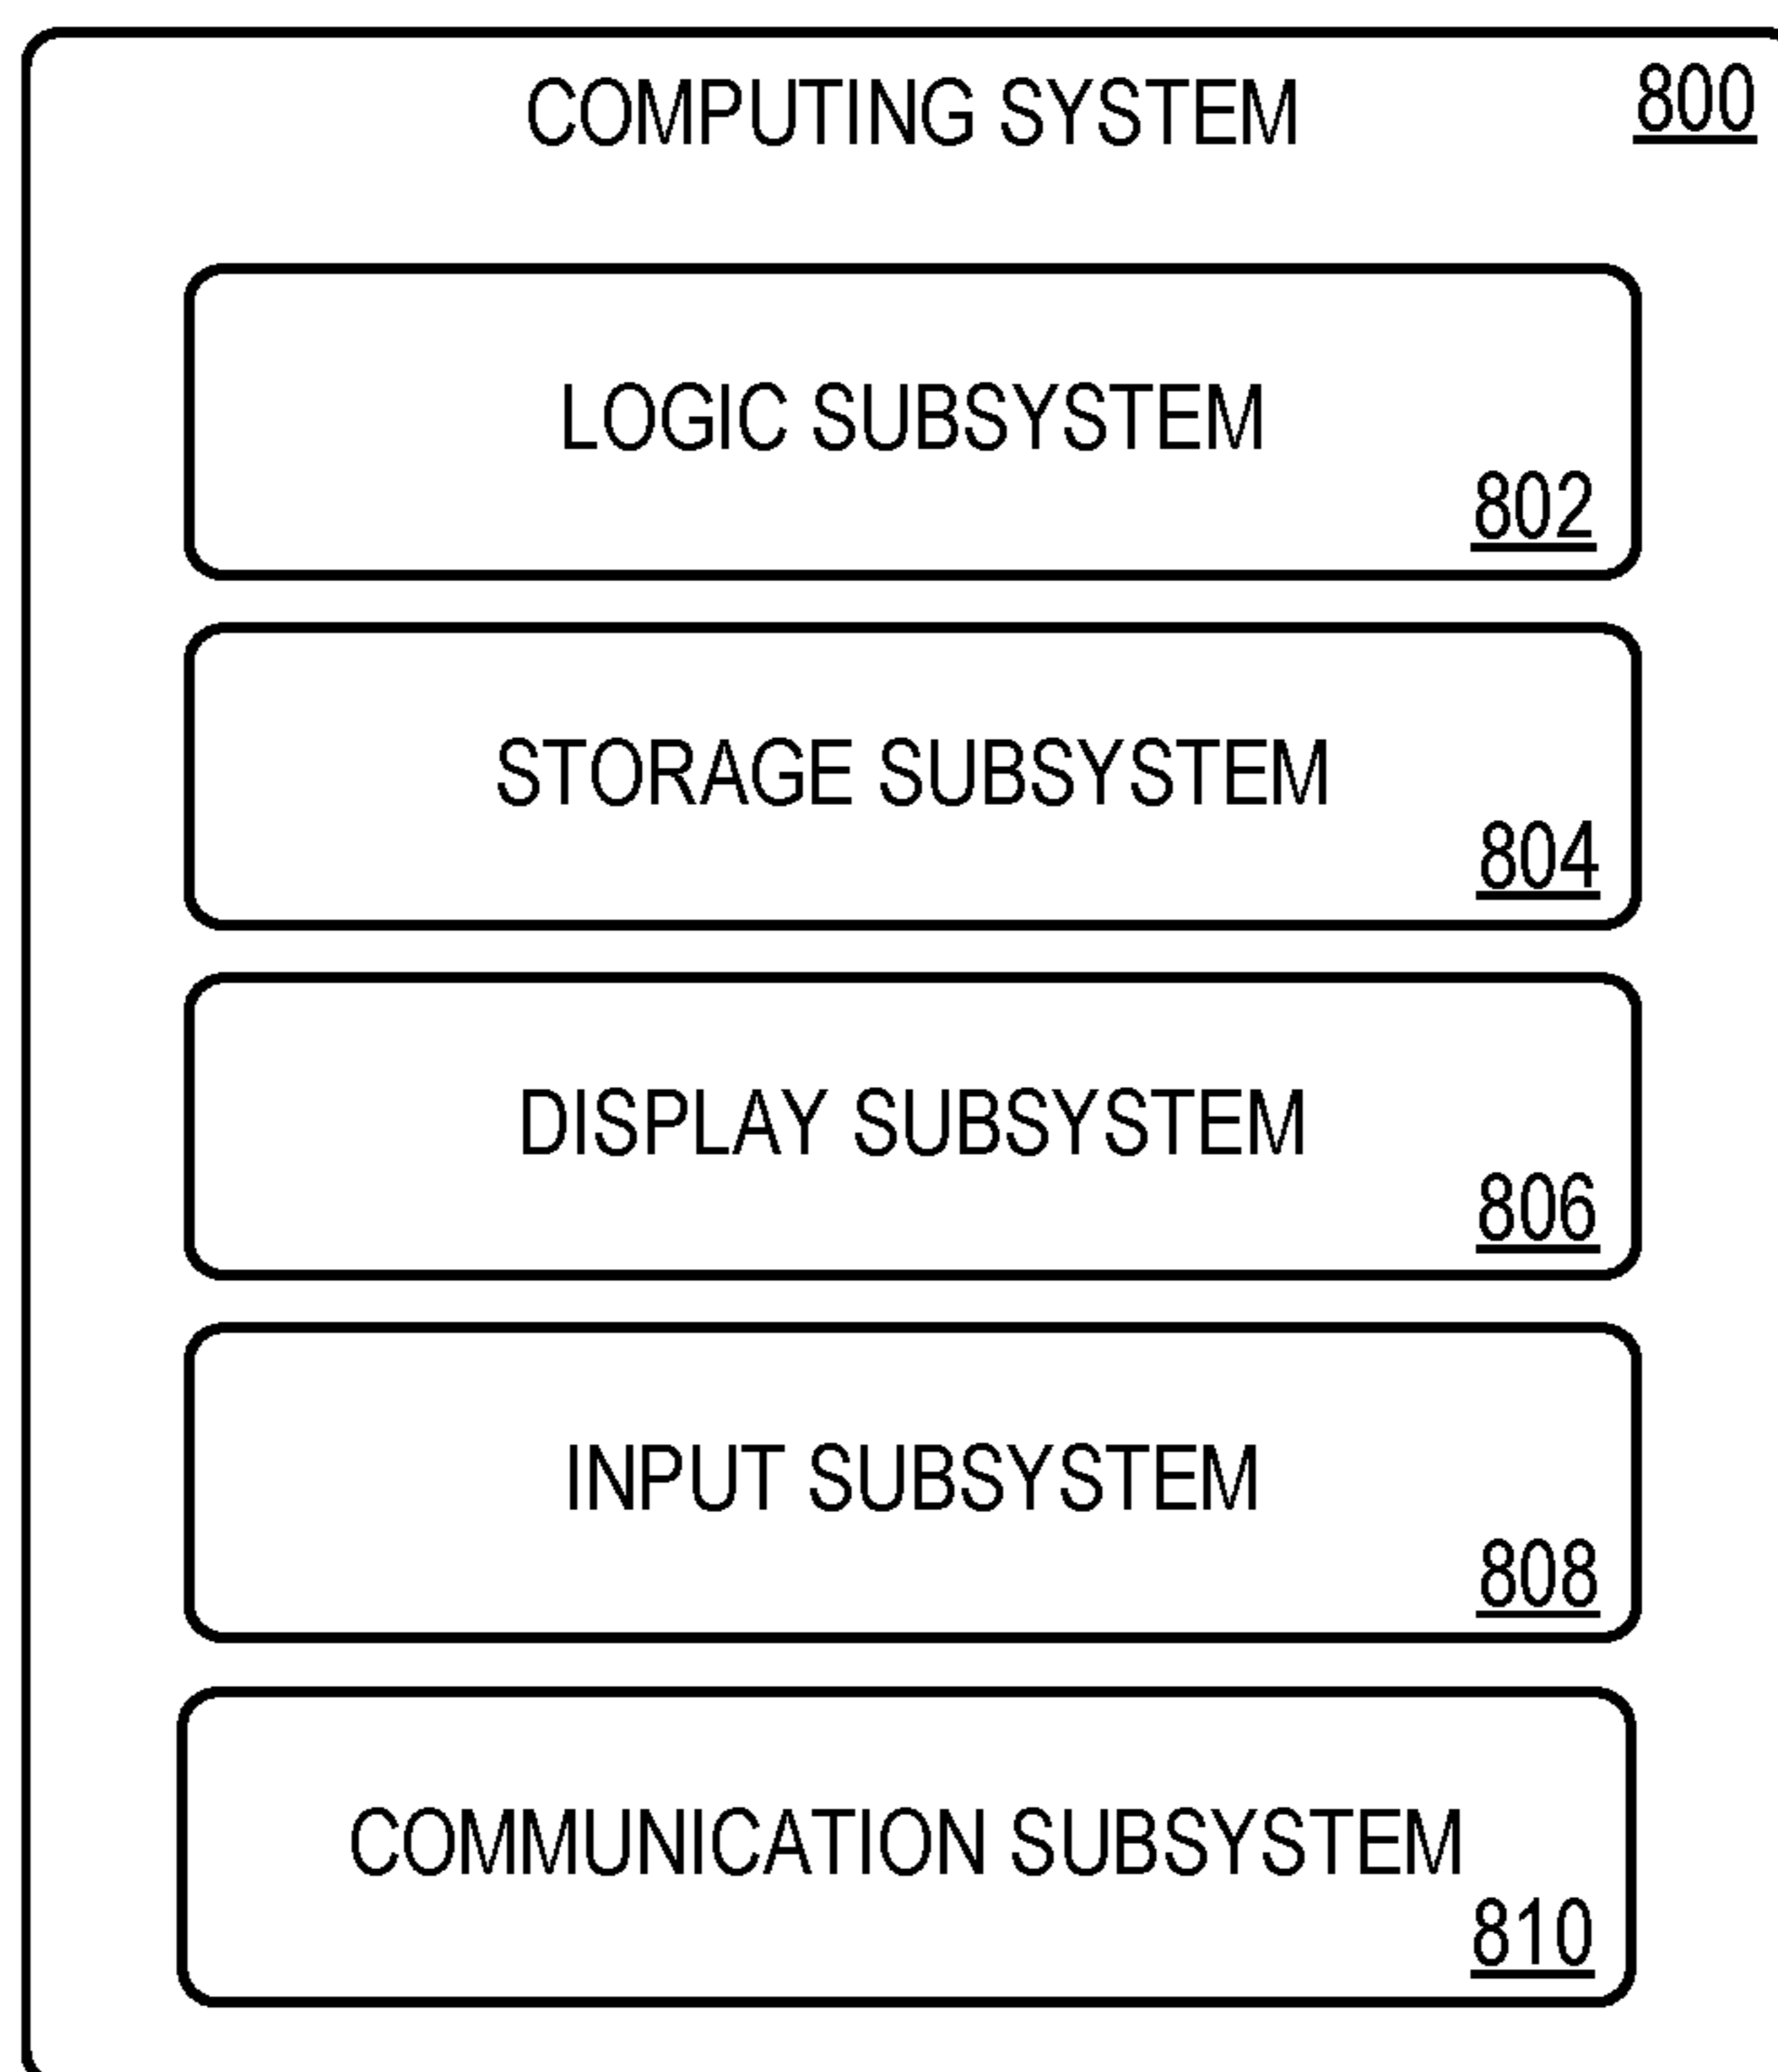 COMPUTING SYSTEM 800
LOGIC SUBSYSTEM
802
STORAGE SUBSYSTEM
804
DISPLAY SUBSYSTEM
806
INPUT SUBSYSTEM
808
COMMUNICATION SUBSYSTEM
810